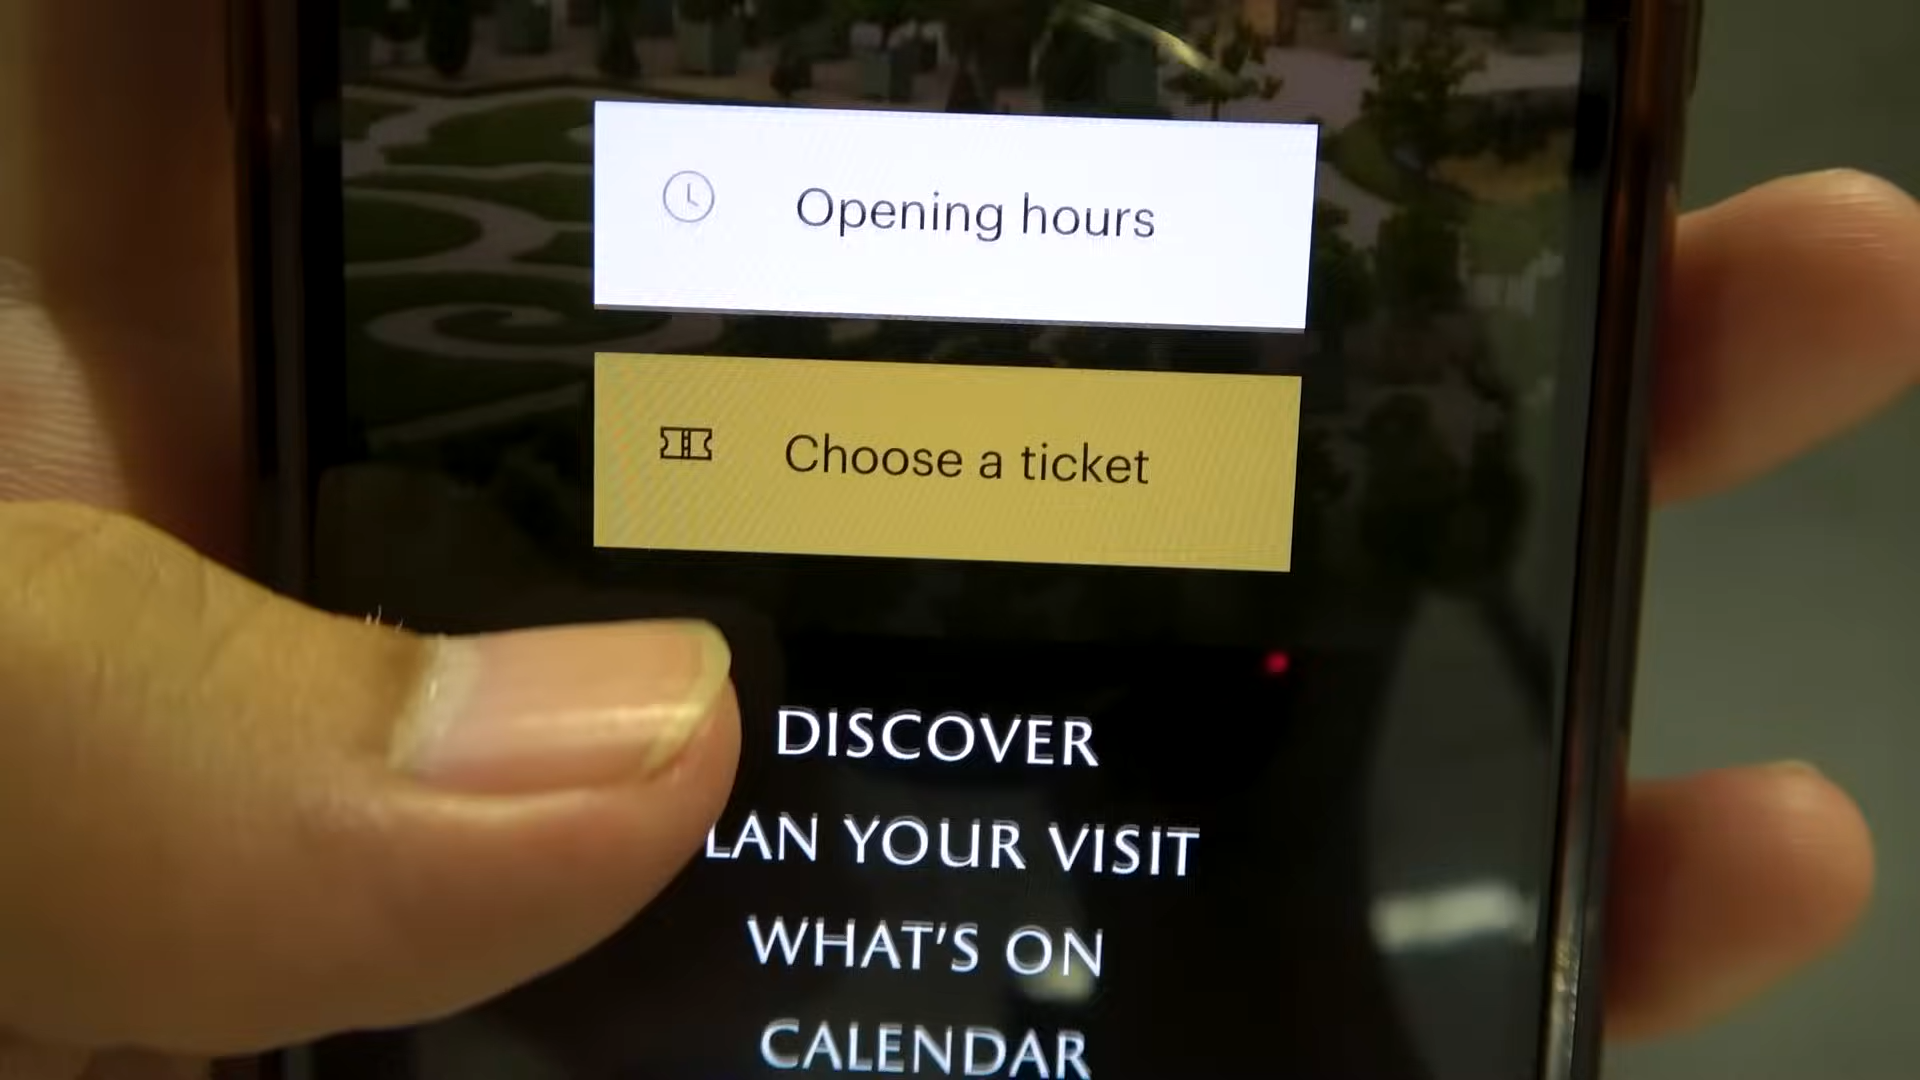 Opening hours
Choose a ticket
DISCOVER
LAN YOUR VISIT
WHAT'S ON
CALENDAR